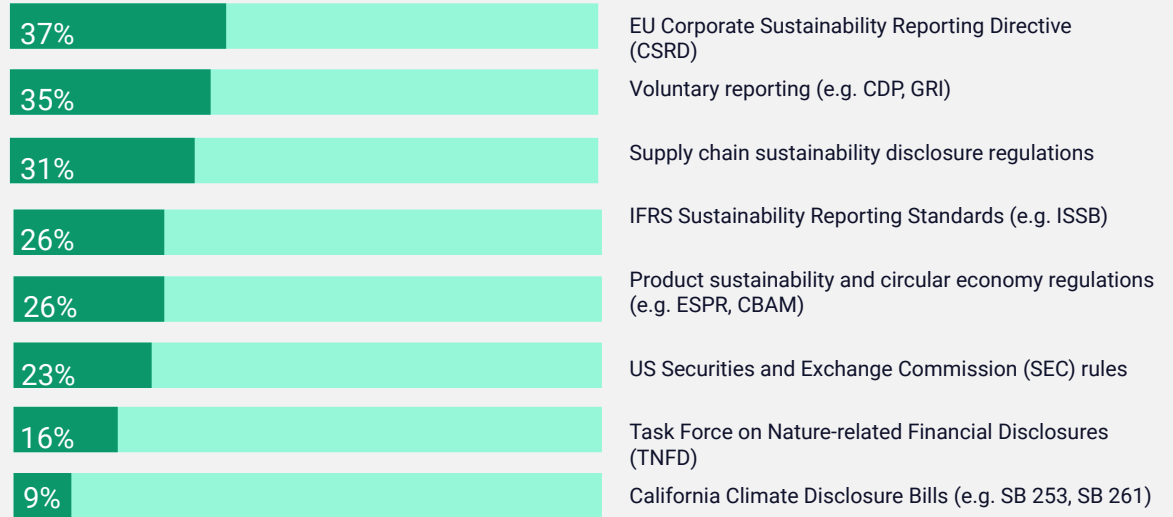 37%
EU Corporate Sustainability Reporting Directive
(CSRD)
35%
Voluntary reporting (e.g. CDP, GRI)
31%
Supply chain sustainability disclosure regulations
26%
IFRS Sustainability Reporting Standards (e.g. ISSB)
26%
Product sustainability and circular economy regulations
(e.g. ESPR, CBAM)
23%
US Securities and Exchange Commission (SEC) rules
16%
Task Force on Nature-related Financial Disclosures
(TNFD)
9%
California Climate Disclosure Bills (e.g. SB 253, SB 261)